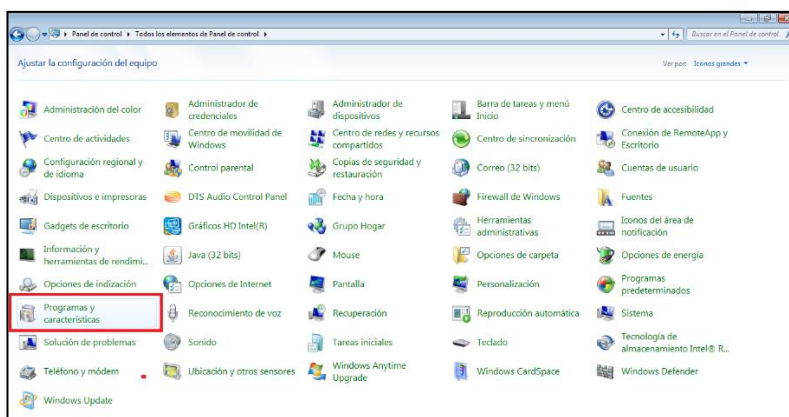 Panel de control ▸ Todos los elementos de Panel de control ▸
Buscar en el Panel de control
Ajustar la configuración del equipo
Ver por: Iconos grandes
Administración del color
Administrador de
credenciales
Administrador de
dispositivos
Barra de tareas y menú
Inicio
Centro de accesibilidad
Centro de actividades
Centro de movilidad de
Windows
Centro de redes y recursos
compartidos
Centro de sincronización
Conexión de RemoteApp y
Escritorio
Configuración regional y
de idioma
Control parental
Copias de seguridad y
restauración
Correo (32 bits)
Cuentas de usuario
Dispositivos e impresoras
DTS Audio Control Panel
Fecha y hora
Firewall de Windows
Fuentes
Gadgets de escritorio
Gráficos HD Intel(R)
Grupo Hogar
Herramientas
administrativas
Iconos del área de
notificación
Información y
herramientas de rendimi...
Java (32 bits)
Mouse
Opciones de carpeta
Opciones de energía
Opciones de indización
Opciones de Internet
Pantalla
Personalización
Programas
predeterminados
Programas y
características
Reconocimiento de voz
Recuperación
Reproducción automática
Sistema
Solución de problemas
Sonido
Tareas iniciales
Teclado
Tecnología de
almacenamiento Intel® R...
Teléfono y módem
Ubicación y otros sensores
Windows Anytime
Upgrade
Windows CardSpace
Windows Defender
Windows Update